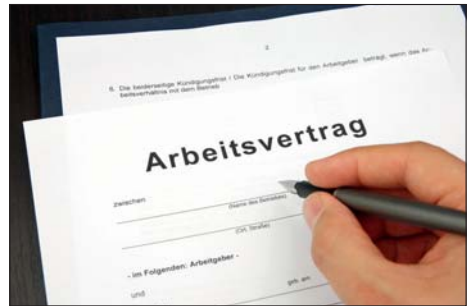 2
6. Die beiderseitige Kündigungsfrist / Die Kündigungsfrist für den Arbeitgeber beträgt, wenn das Ar-
beitsverhältnis mit dem Betrieb
Arbeitsvertrag
zwischen
(Name des Betriebes)
(Ort, Straße)
- im Folgenden: Arbeitgeber -
und
geb. am